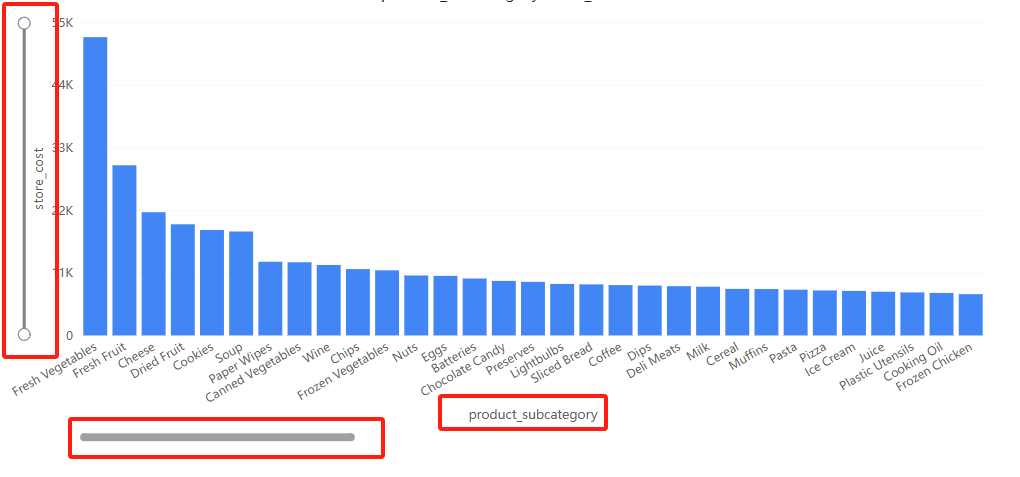 55K
44K
33K
22K
11K
0
store_cost
Fresh Vegetables
Fresh Fruit
Cheese
Dried Fruit
Cookies
Soup
Paper Wipes
Canned Vegetables
Wine
Chips
Frozen Vegetables
Nuts
Eggs
Batteries
Chocolate Candy
Preserves
Lightbulbs
Sliced Bread
Coffee
Dips
Deli Meats
Milk
Cereal
Muffins
Pasta
Pizza
Ice Cream
Juice
Plastic Utensils
Cooking Oil
Frozen Chicken
product_subcategory